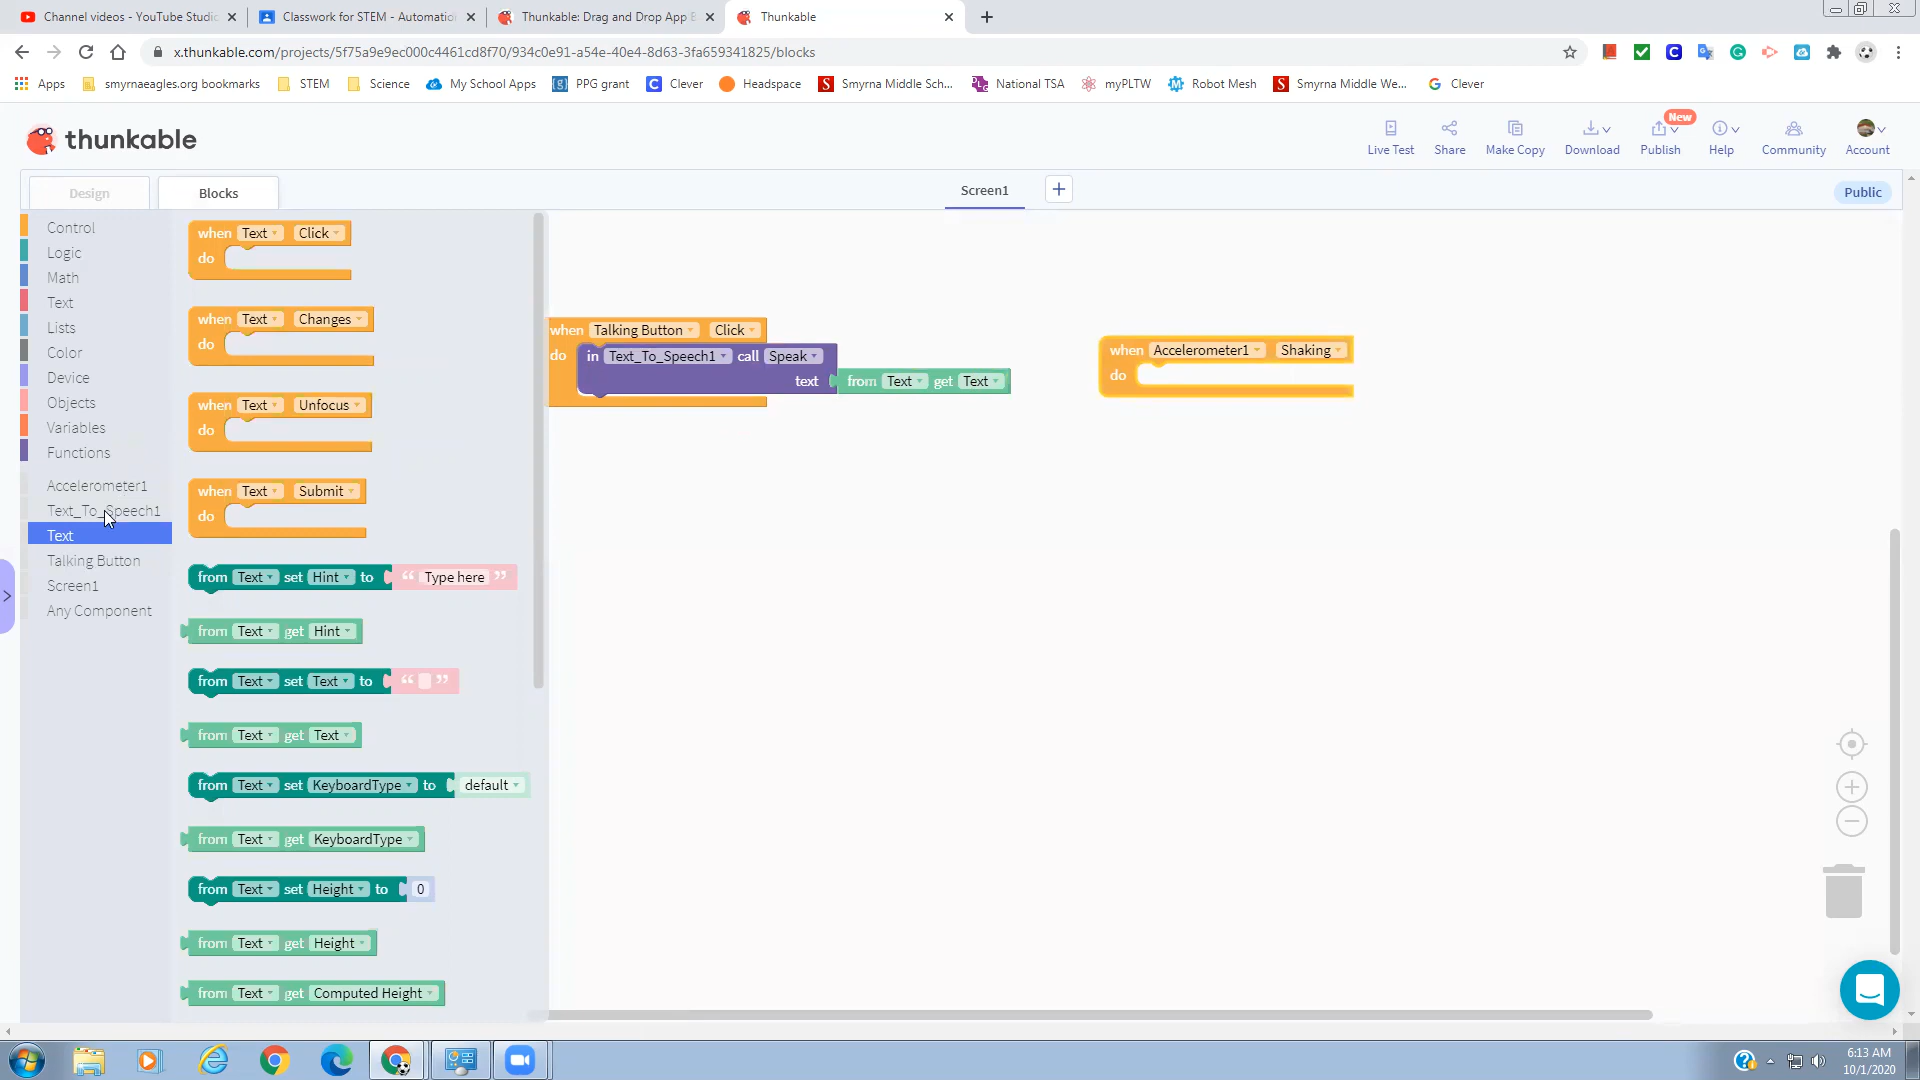 Channel videos - YouTube Studio
Classwork for STEM - Automation
Thunkable: Drag and Drop App B
Thunkable
x.thunkable.com/projects/5f75a9e9ec000c4461cd8f70/934c0e91-a54e-40e4-8d63-3fa659341825/blocks
Apps
smyrnaeagles.org bookmarks
STEM
Science
My School Apps
PPG grant
Clever
Headspace
Smyrna Middle Sch...
National TSA
myPLTW
Robot Mesh
Smyrna Middle We...
Clever
thunkable
New
Live Test
Share
Make Copy
Download
Publish
Help
Community
Account
Design
Blocks
Screen1
Public
Control
Logic
Math
Text
Lists
Color
Device
Objects
Variables
Functions
Accelerometer1
Text_To_Speech1
Text
Talking Button
Screen1
Any Component
when Text Click
do
when Text Changes
do
when Text Unfocus
do
when Text Submit
do
from Text set Hint to “ Type here ”
from Text get Hint
from Text set Text to “ ”
from Text get Text
from Text set KeyboardType to default
from Text get KeyboardType
from Text set Height to 0
from Text get Height
from Text get Computed Height
when Talking Button Click
do in Text_To_Speech1 call Speak
text from Text get Text
when Accelerometer1 Shaking
do
6:13 AM
10/1/2020